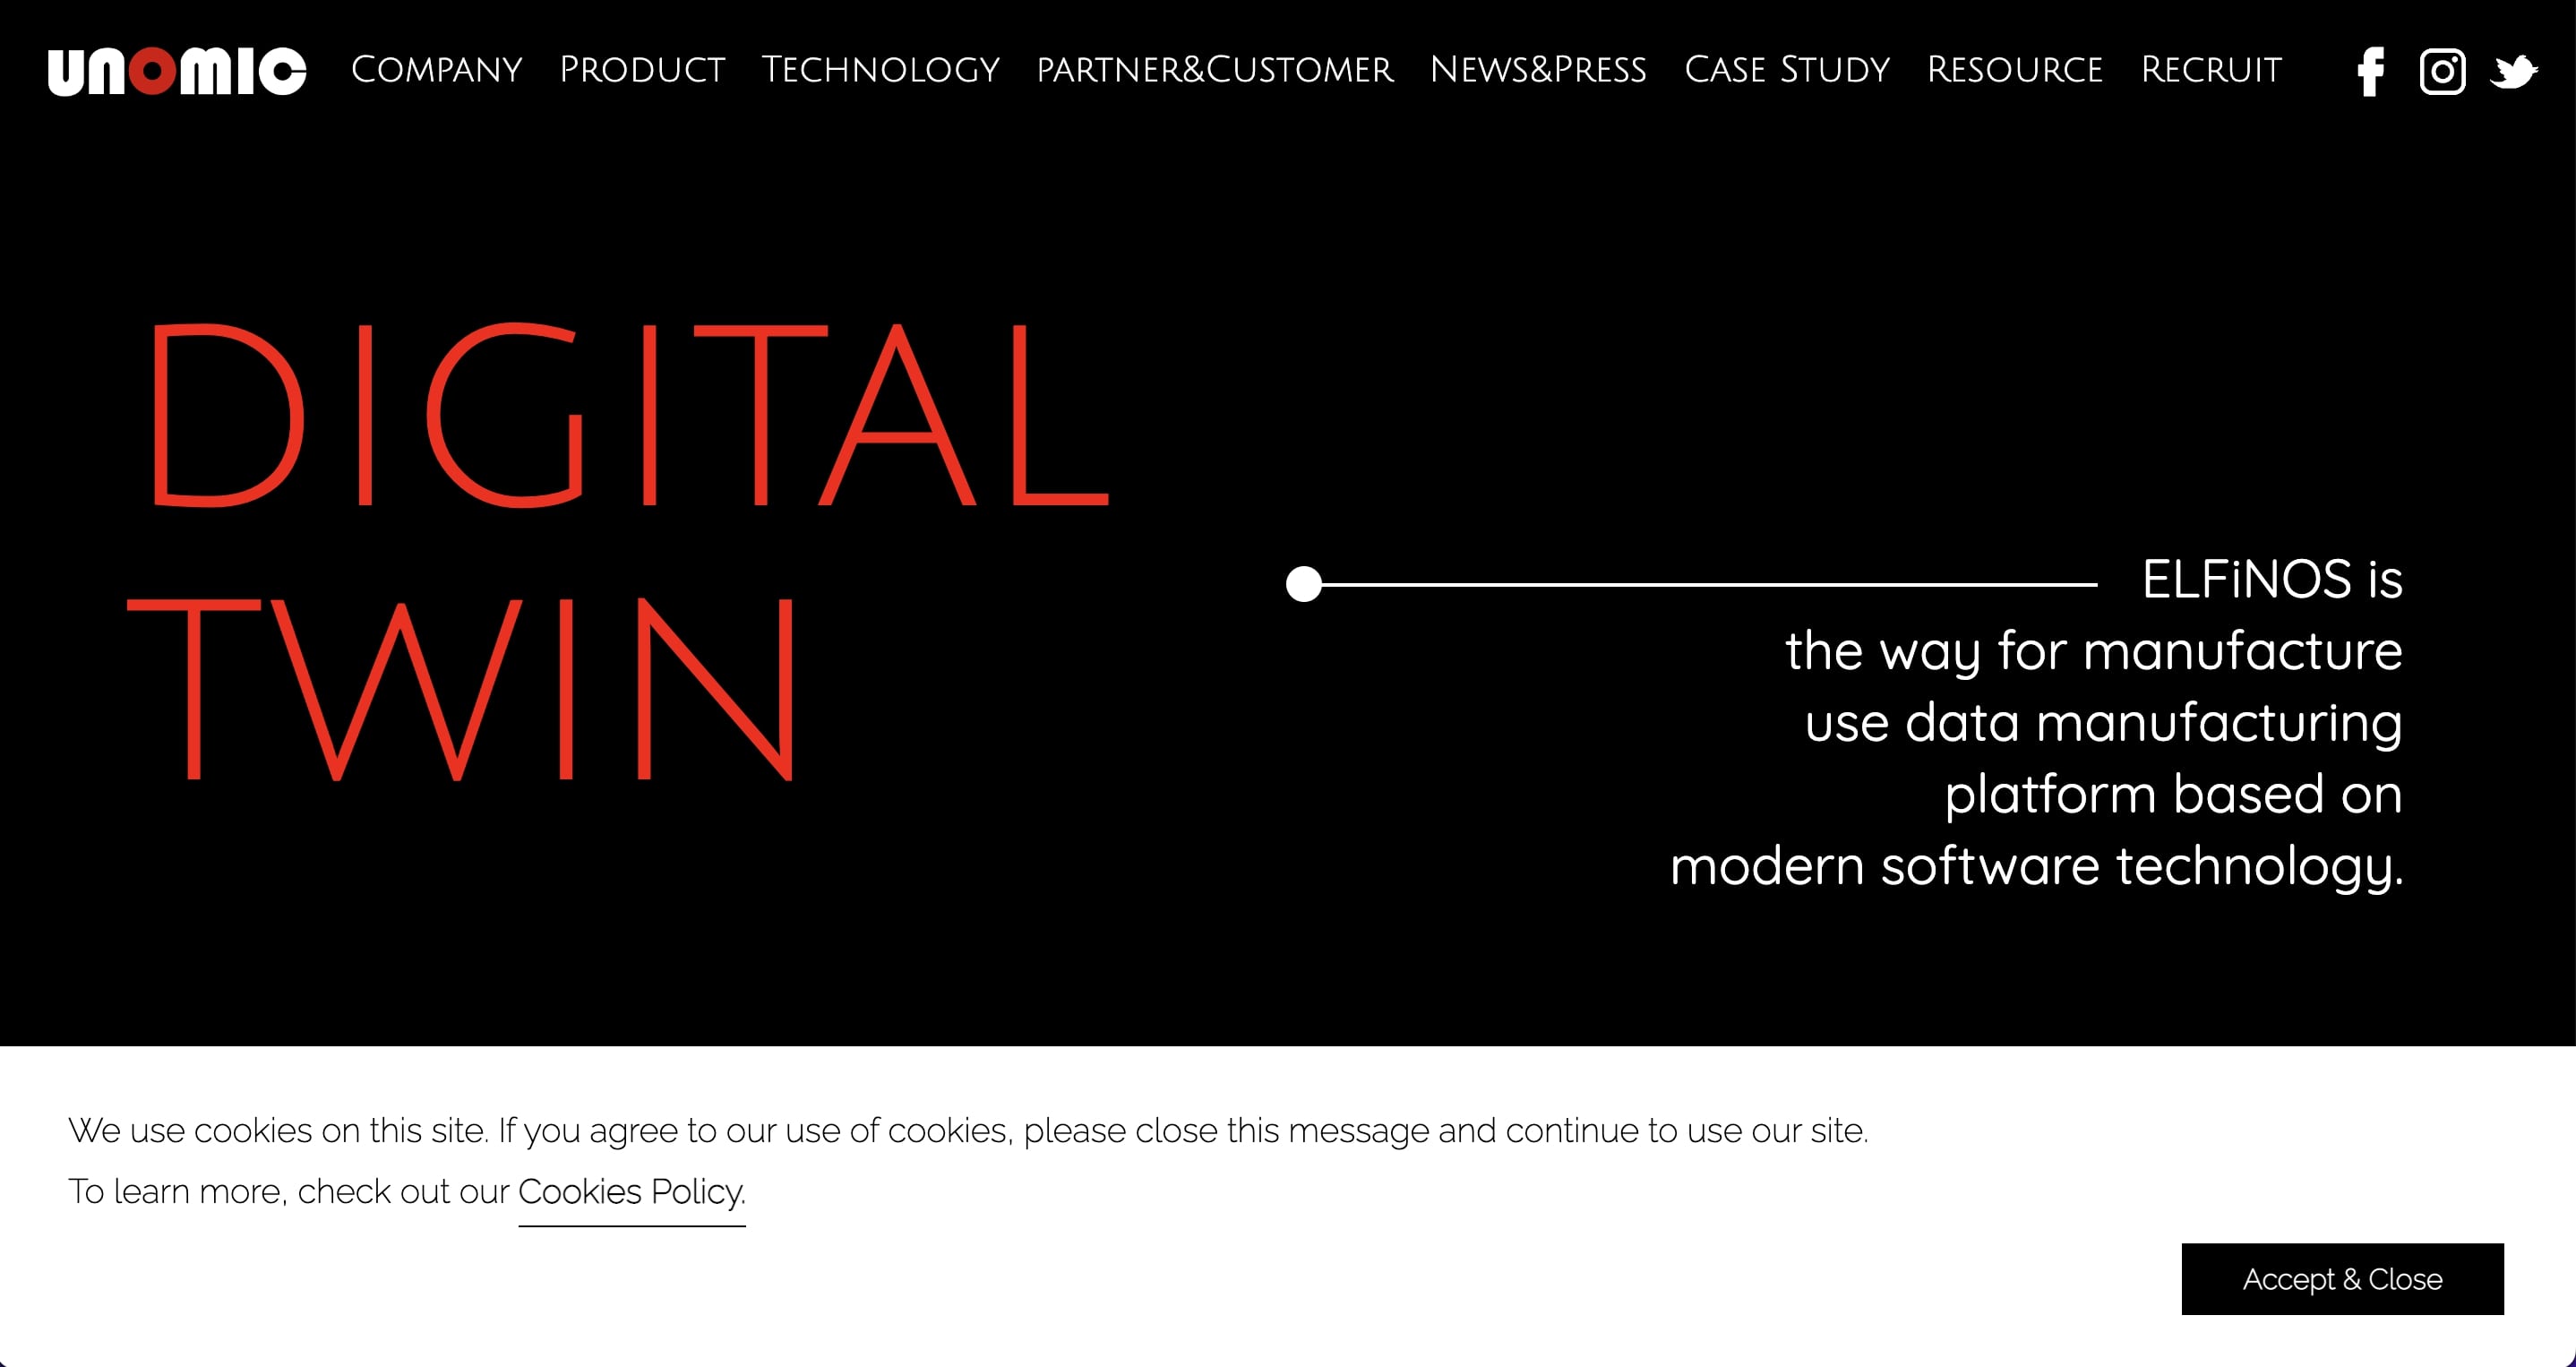 UNOMIC COMPANY PRODUCT TECHNOLOGY PARTNER&CUSTOMER NEWS&PRESS CASE STUDY RESOURCE RECRUIT
DIGITAL
TWIN
ELFiNOS is
the way for manufacture
use data manufacturing
platform based on
modern software technology.
We use cookies on this site. If you agree to our use of cookies, please close this message and continue to use our site.
To learn more, check out our Cookies Policy.
Accept & Close